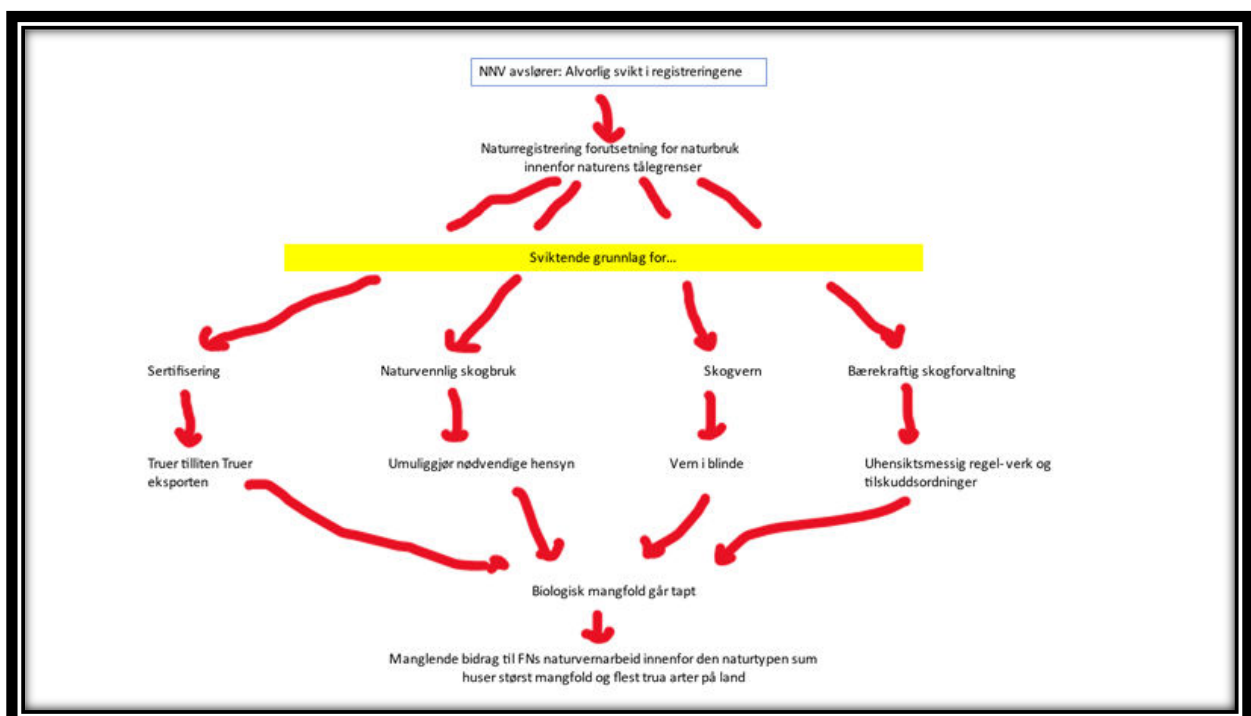 NNV avslører: Alvorlig svikt i registreringene
Naturregistrering forutsetning for naturbruk
innenfor naturens tålegrenser
Sviktende grunnlag for...
Sertifisering
Naturvennlig skogbruk
Skogvern
Bærekraftig skogforvaltning
Truer tilliten Truer
eksporten
Umuliggjør nødvendige hensyn
Vern i blinde
Uhensiktsmessig regel-verk og
tilskuddsordninger
Biologisk mangfold går tapt
Manglende bidrag til FNs naturvernarbeid innenfor den naturtypen sum
huser størst mangfold og flest trua arter på land